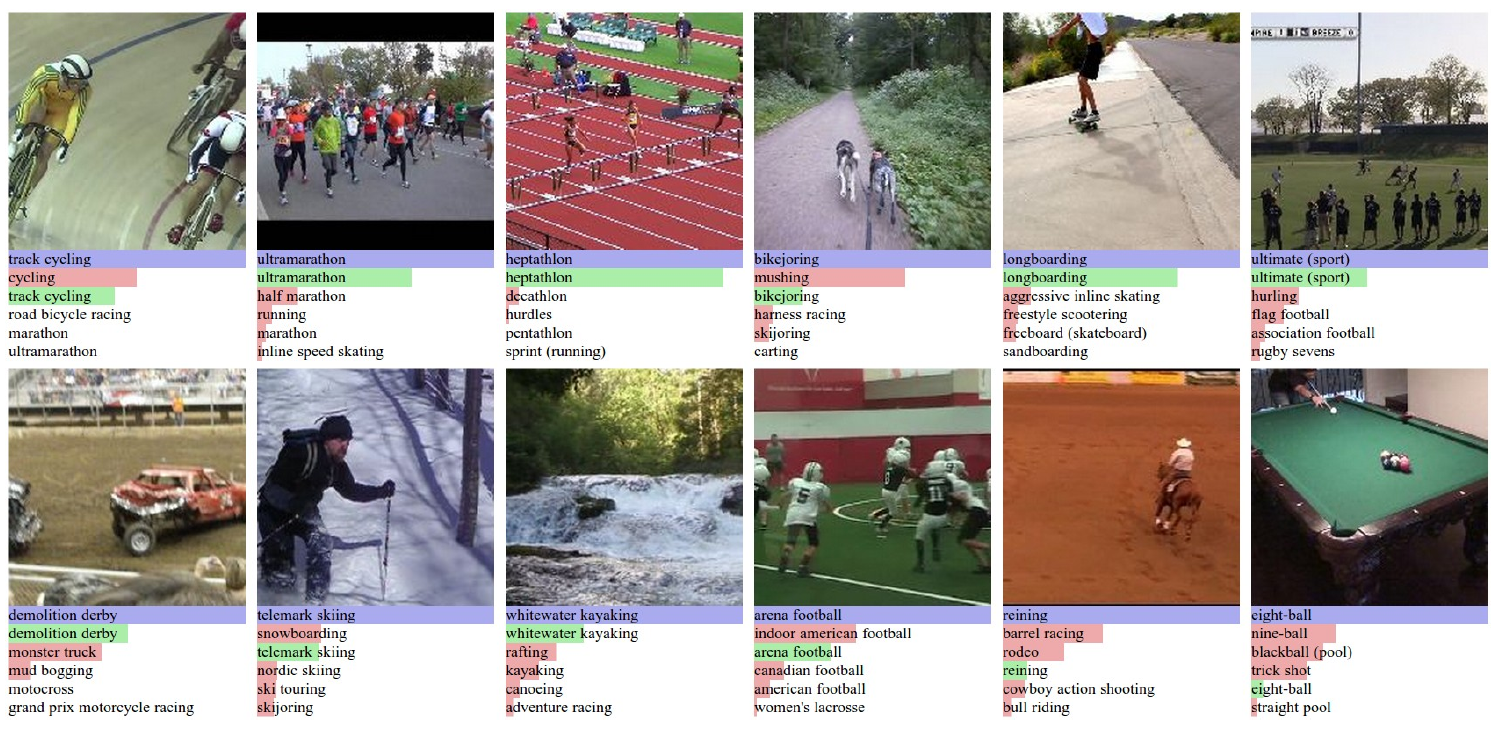 PIRE 1 BREEZE 0
track cycling
cycling
track cycling
road bicycle racing
marathon
ultramarathon
ultramarathon
ultramarathon
half marathon
running
marathon
inline speed skating
heptathlon
heptathlon
decathlon
hurdles
pentathlon
sprint (running)
bikejoring
mushing
bikejoring
harness racing
skijoring
carting
longboarding
longboarding
aggressive inline skating
freestyle scootering
freeboard (skateboard)
sandboarding
ultimate (sport)
ultimate (sport)
hurling
flag football
association football
rugby sevens
demolition derby
demolition derby
monster truck
mud bogging
motocross
grand prix motorcycle racing
telemark skiing
snowboarding
telemark skiing
nordic skiing
ski touring
skijoring
whitewater kayaking
whitewater kayaking
rafting
kayaking
canoeing
adventure racing
arena football
indoor american football
arena football
canadian football
american football
women's lacrosse
reining
barrel racing
rodeo
reining
cowboy action shooting
bull riding
eight-ball
nine-ball
blackball (pool)
trick shot
eight-ball
straight pool